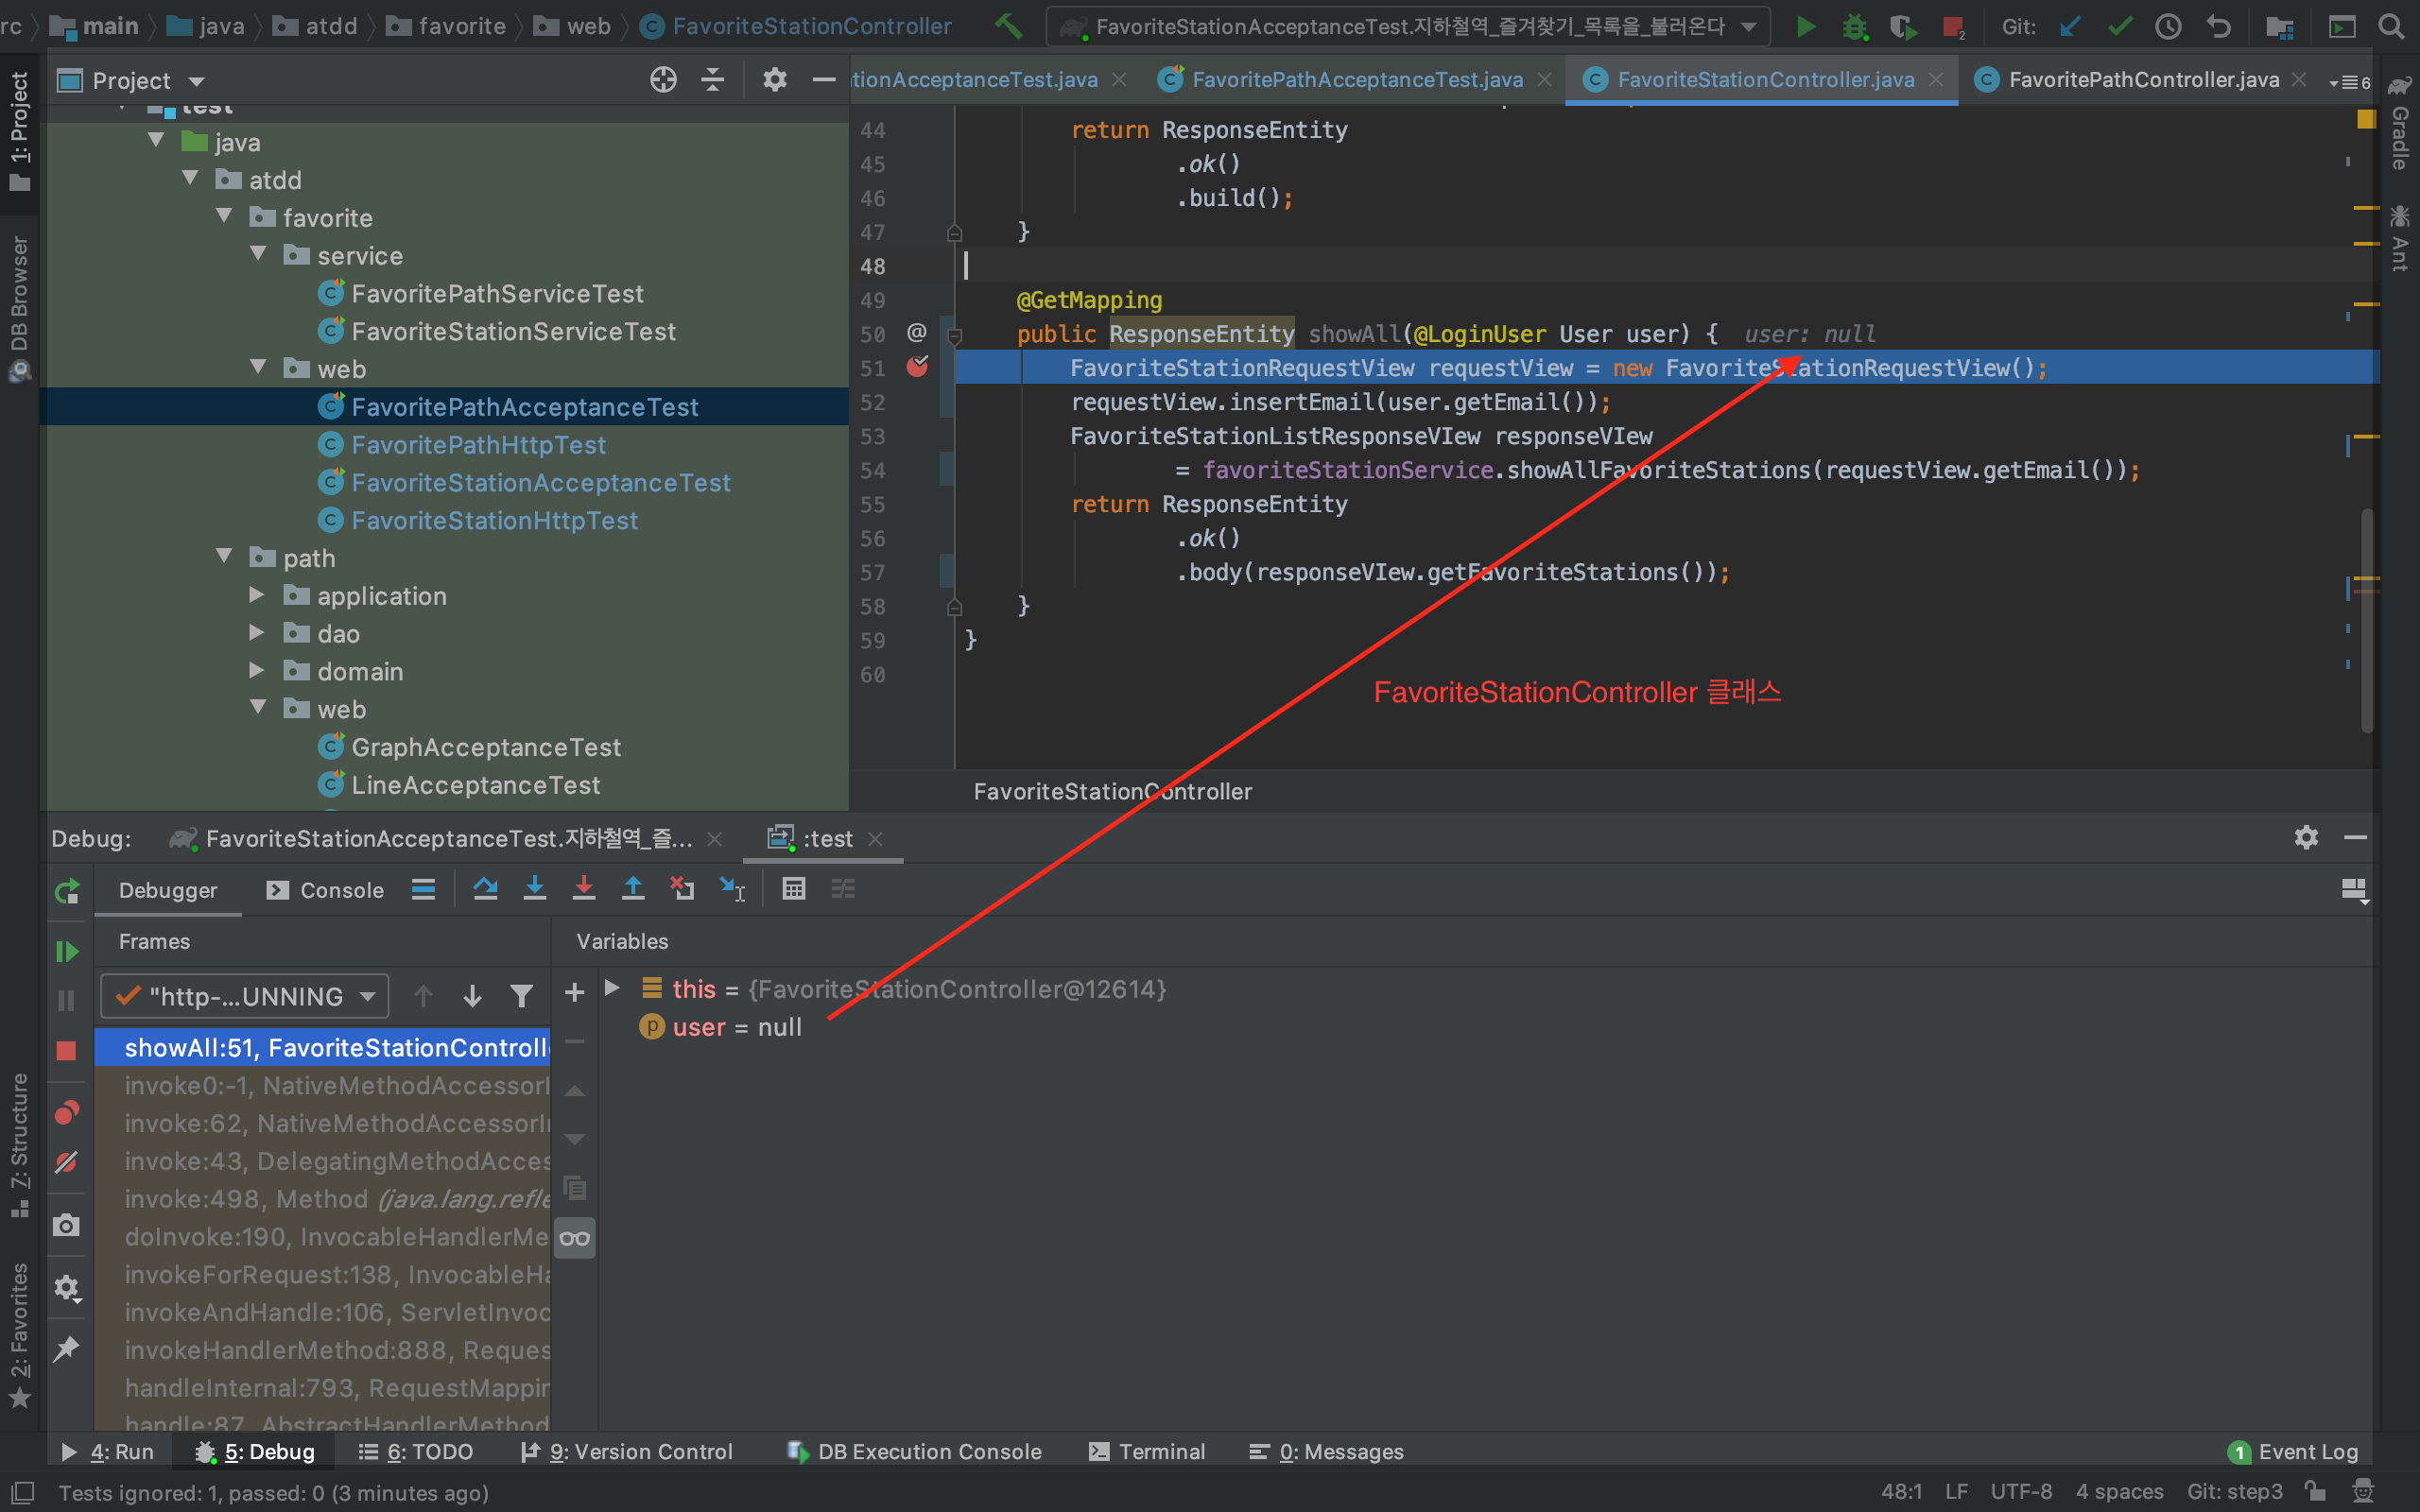 rc main java atdd favorite web FavoriteStationController FavoriteStationAcceptanceTest.지하철역_즐겨찾기_목록을_불러온다 2 Git:
Project
tionAcceptanceTest.java FavoritePathAcceptanceTest.java FavoriteStationController.java FavoritePathController.java 6
1: Project
DB Browser
Z: Structure
2: Favorites
Gradle
Ant
test
java
atdd
favorite
service
FavoritePathServiceTest
FavoriteStationServiceTest
web
FavoritePathAcceptanceTest
FavoritePathHttpTest
FavoriteStationAcceptanceTest
FavoriteStationHttpTest
path
application
dao
domain
web
GraphAcceptanceTest
LineAcceptanceTest
44 return ResponseEntity
45 .ok()
46 .build();
47 }
48
49 @GetMapping
50 @ public ResponseEntity showAll(@LoginUser User user) { user: null
51 FavoriteStationRequestView requestView = new FavoriteStationRequestView();
52 requestView.insertEmail(user.getEmail());
53 FavoriteStationListResponseVIew responseVIew
54 = favoriteStationService.showAllFavoriteStations(requestView.getEmail());
55 return ResponseEntity
56 .ok()
57 .body(responseVIew.getFavoriteStations());
58 }
59 }
60
FavoriteStationController 클래스
FavoriteStationController
Debug: FavoriteStationAcceptanceTest.지하철역_즐... :test
Debugger Console
Frames Variables
"http-...UNNING
this = {FavoriteStationController@12614}
user = null
showAll:51, FavoriteStationControll
invoke0:-1, NativeMethodAccessorI
invoke:62, NativeMethodAccessorI
invoke:43, DelegatingMethodAcces
invoke:498, Method (java.lang.refle
doInvoke:190, InvocableHandlerMe
invokeForRequest:138, InvocableHa
invokeAndHandle:106, ServletInvoc
invokeHandlerMethod:888, Reques
handleInternal:793, RequestMappin
handle:87, AbstractHandlerMethod
4: Run 5: Debug 6: TODO 9: Version Control DB Execution Console Terminal 0: Messages 1 Event Log
Tests ignored: 1, passed: 0 (3 minutes ago) 48:1 LF UTF-8 4 spaces Git: step3